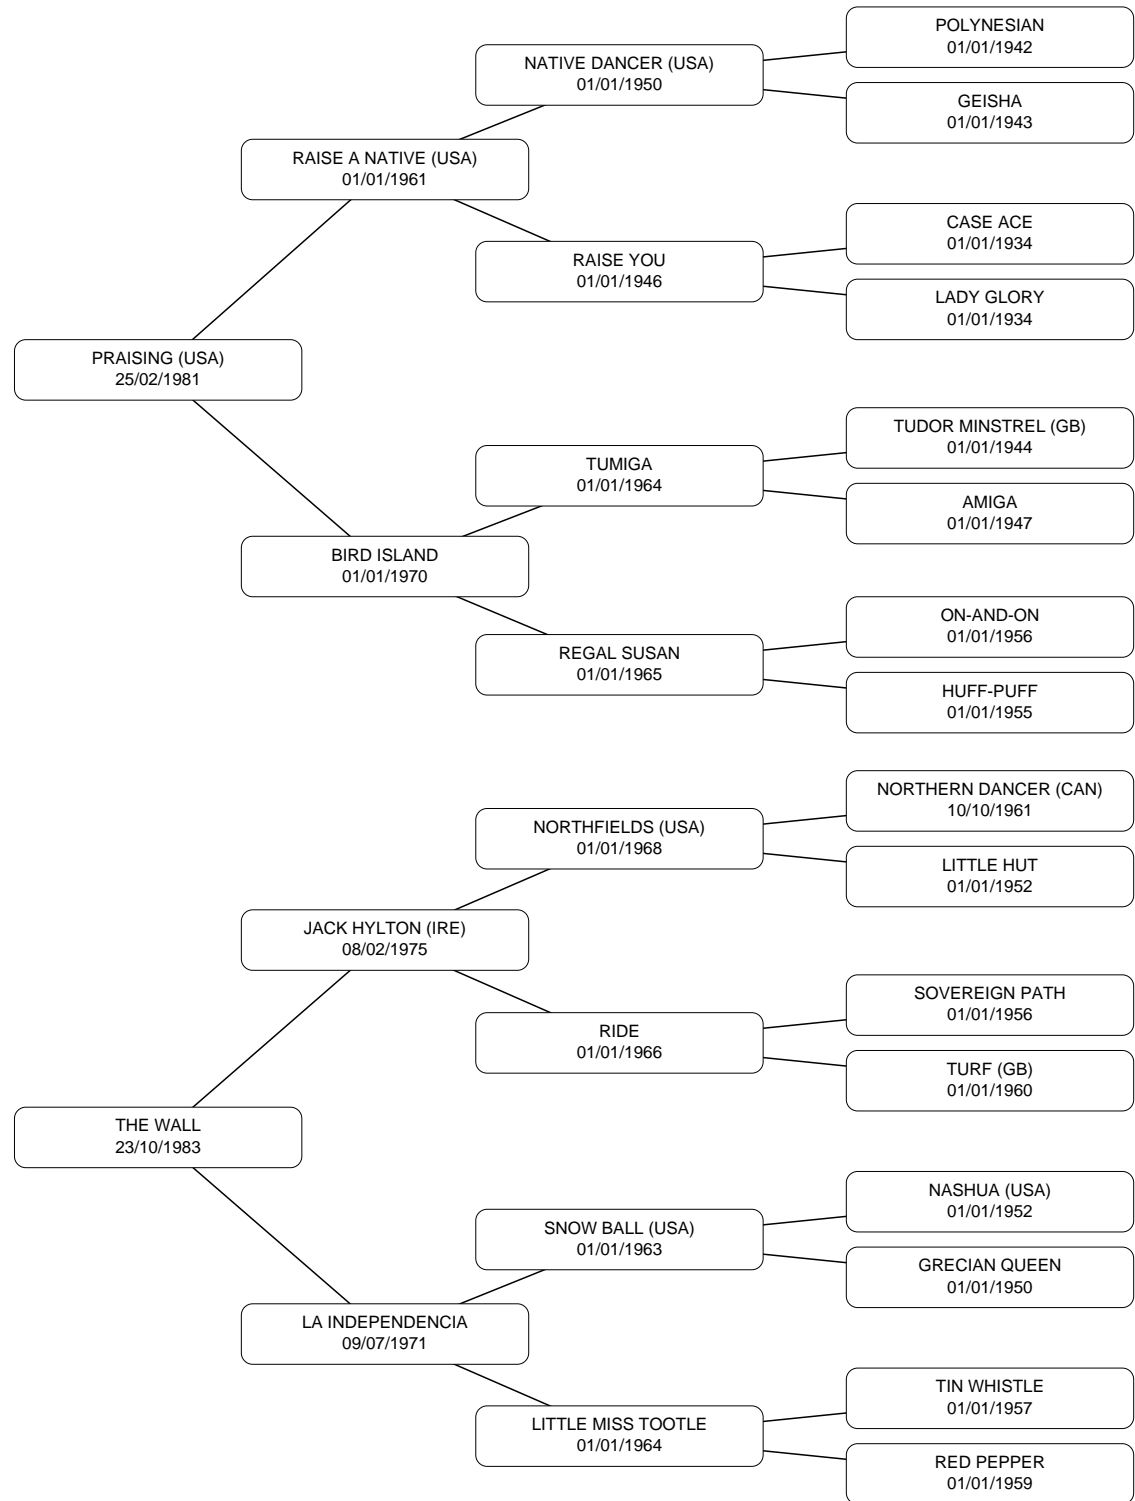 POLYNESIAN
01/01/1942
NATIVE DANCER (USA)
01/01/1950
GEISHA
01/01/1943
RAISE A NATIVE (USA)
01/01/1961
CASE ACE
01/01/1934
RAISE YOU
01/01/1946
LADY GLORY
01/01/1934
PRAISING (USA)
25/02/1981
TUDOR MINSTREL (GB)
01/01/1944
TUMIGA
01/01/1964
AMIGA
01/01/1947
BIRD ISLAND
01/01/1970
ON-AND-ON
01/01/1956
REGAL SUSAN
01/01/1965
HUFF-PUFF
01/01/1955
NORTHERN DANCER (CAN)
10/10/1961
NORTHFIELDS (USA)
01/01/1968
LITTLE HUT
01/01/1952
JACK HYLTON (IRE)
08/02/1975
SOVEREIGN PATH
01/01/1956
RIDE
01/01/1966
TURF (GB)
01/01/1960
THE WALL
23/10/1983
NASHUA (USA)
01/01/1952
SNOW BALL (USA)
01/01/1963
GRECIAN QUEEN
01/01/1950
LA INDEPENDENCIA
09/07/1971
TIN WHISTLE
01/01/1957
LITTLE MISS TOOTLE
01/01/1964
RED PEPPER
01/01/1959